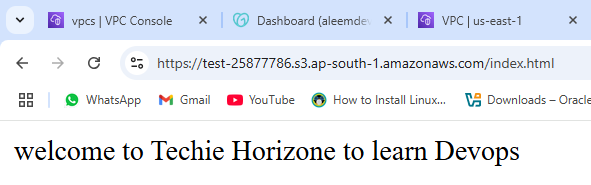 vpcs | VPC Console
Dashboard (aleemdev
VPC | us-east-1
https://test-25877786.s3.ap-south-1.amazonaws.com/index.html
WhatsApp
Gmail
YouTube
How to Install Linux...
Downloads – Oracle
welcome to Techie Horizone to learn Devops